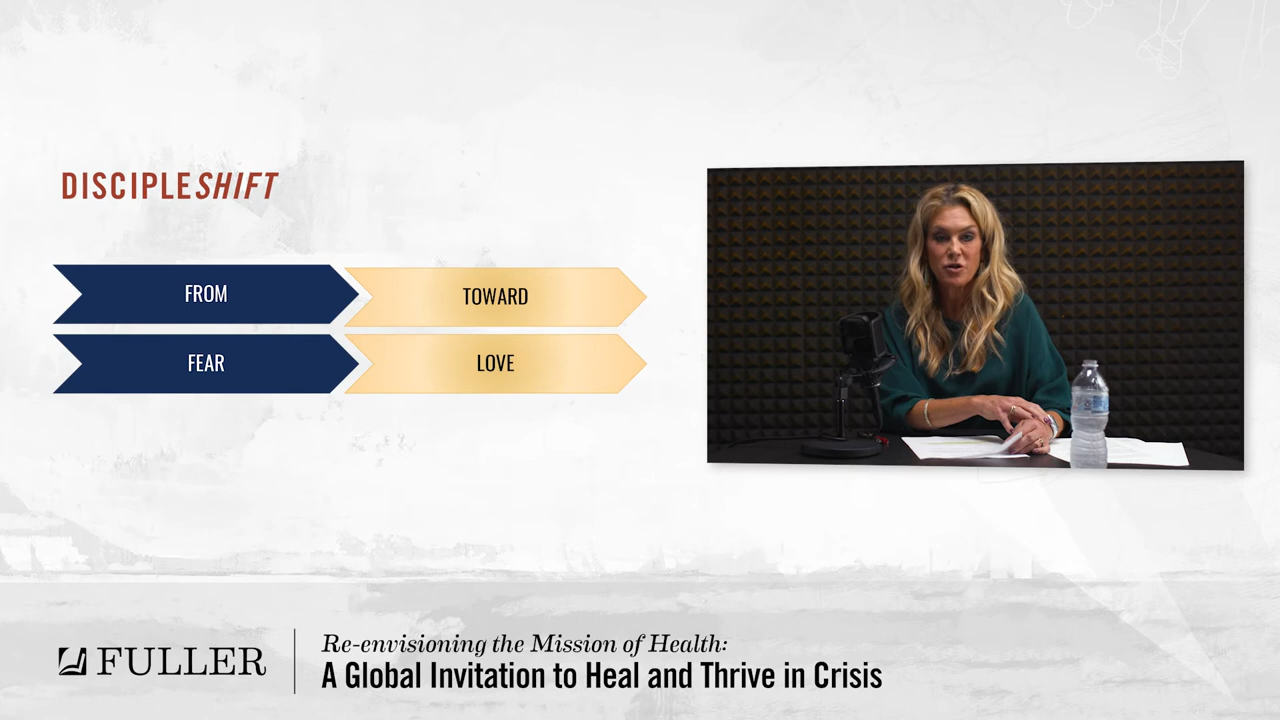 DISCIPLESHIFT
FROM
TOWARD
FEAR
LOVE
FULLER
Re-envisioning the Mission of Health:
A Global Invitation to Heal and Thrive in Crisis